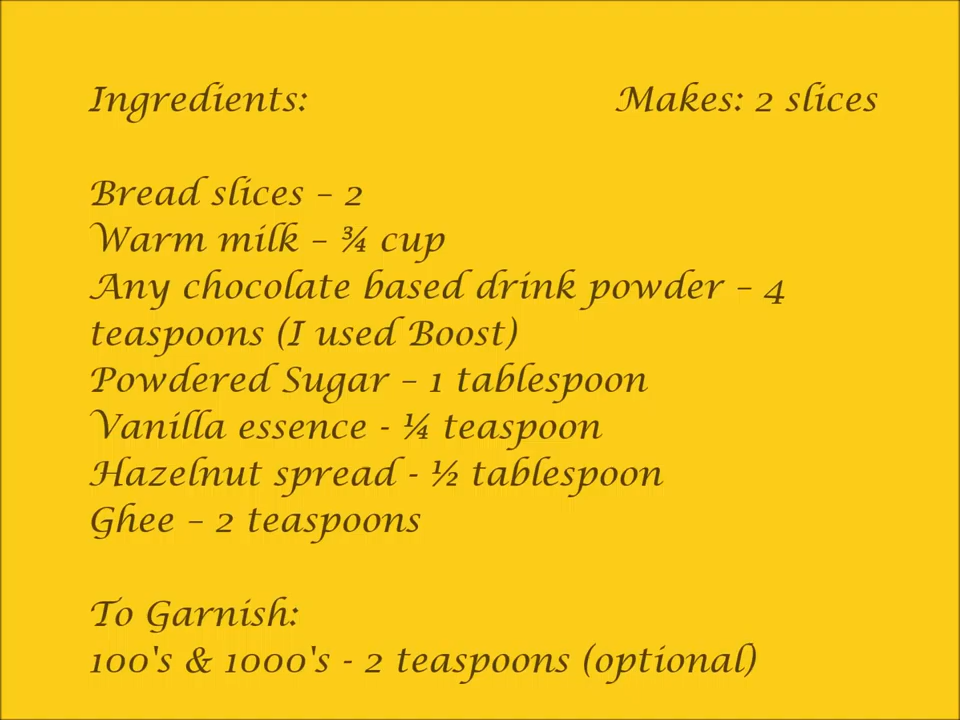 Ingredients: Makes: 2 slices
Bread slices – 2
Warm milk – ¾ cup
Any chocolate based drink powder – 4
teaspoons (I used Boost)
Powdered Sugar – 1 tablespoon
Vanilla essence - ¼ teaspoon
Hazelnut spread - ½ tablespoon
Ghee – 2 teaspoons
To Garnish:
100's & 1000's - 2 teaspoons (optional)